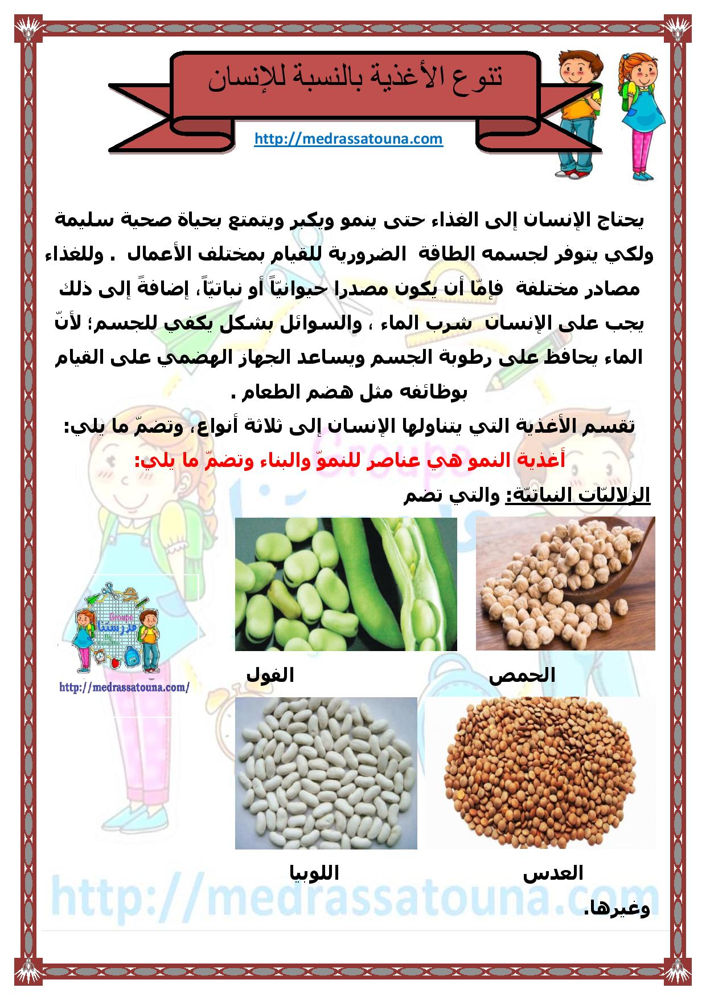 تنوع الأغذية بالنسبة للإنسان
http://medrassatouna.com
يحتاج الإنسان إلى الغذاء حتى ينمو ويكبر ويتمتع بحياة صحية سليمة
ولكي يتوفر لجسمه الطاقة الضرورية للقيام بمختلف الأعمال . وللغذاء
مصادر مختلفة فإمّا أن يكون مصدرا حيوانيّاً أو نباتيّاً، إضافةً إلى ذلك
يجب على الإنسان شرب الماء ، والسوائل بشكل يكفي للجسم؛ لأنّ
الماء يحافظ على رطوبة الجسم ويساعد الجهاز الهضمي على القيام
بوظائفه مثل هضم الطعام .
تقسم الأغذية التي يتناولها الإنسان إلى ثلاثة أنواع، وتضمّ ما يلي:
أغذية النمو هي عناصر للنموّ والبناء وتضمّ ما يلي:
الزلاليّات النباتيّة: والتي تضم
الحمص الفول
Groupe
مدرستنا
http://medrassatouna.com/
العدس اللوبيا
وغيرها.
Groupe
مدرستنا
http://medrassatouna.com